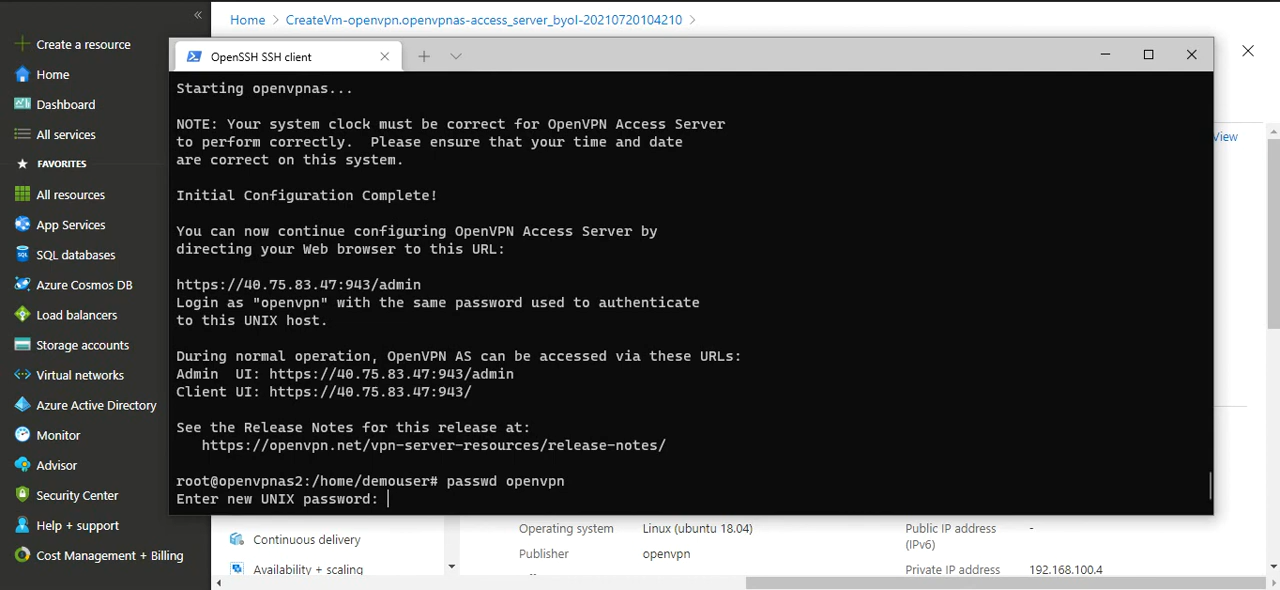 «
Create a resource
Home
Dashboard
All services
FAVORITES
All resources
App Services
SQL databases
Azure Cosmos DB
Load balancers
Storage accounts
Virtual networks
Azure Active Directory
Monitor
Advisor
Security Center
Help + support
Cost Management + Billing
Home > CreateVm-openvpn.openvpnas-access_server_byol-20210720104210 >
OpenSSH SSH client
Starting openvpnas...
NOTE: Your system clock must be correct for OpenVPN Access Server
to perform correctly.  Please ensure that your time and date
are correct on this system.
Initial Configuration Complete!
You can now continue configuring OpenVPN Access Server by
directing your Web browser to this URL:
https://40.75.83.47:943/admin
Login as "openvpn" with the same password used to authenticate
to this UNIX host.
During normal operation, OpenVPN AS can be accessed via these URLs:
Admin  UI: https://40.75.83.47:943/admin
Client UI: https://40.75.83.47:943/
See the Release Notes for this release at:
https://openvpn.net/vpn-server-resources/release-notes/
root@openvpnas2:/home/demouser# passwd openvpn
Enter new UNIX password:
View
Continuous delivery
Availability + scaling
Operating system Linux (ubuntu 18.04)
Publisher openvpn
Public IP address
(IPv6) -
Private IP address 192.168.100.4